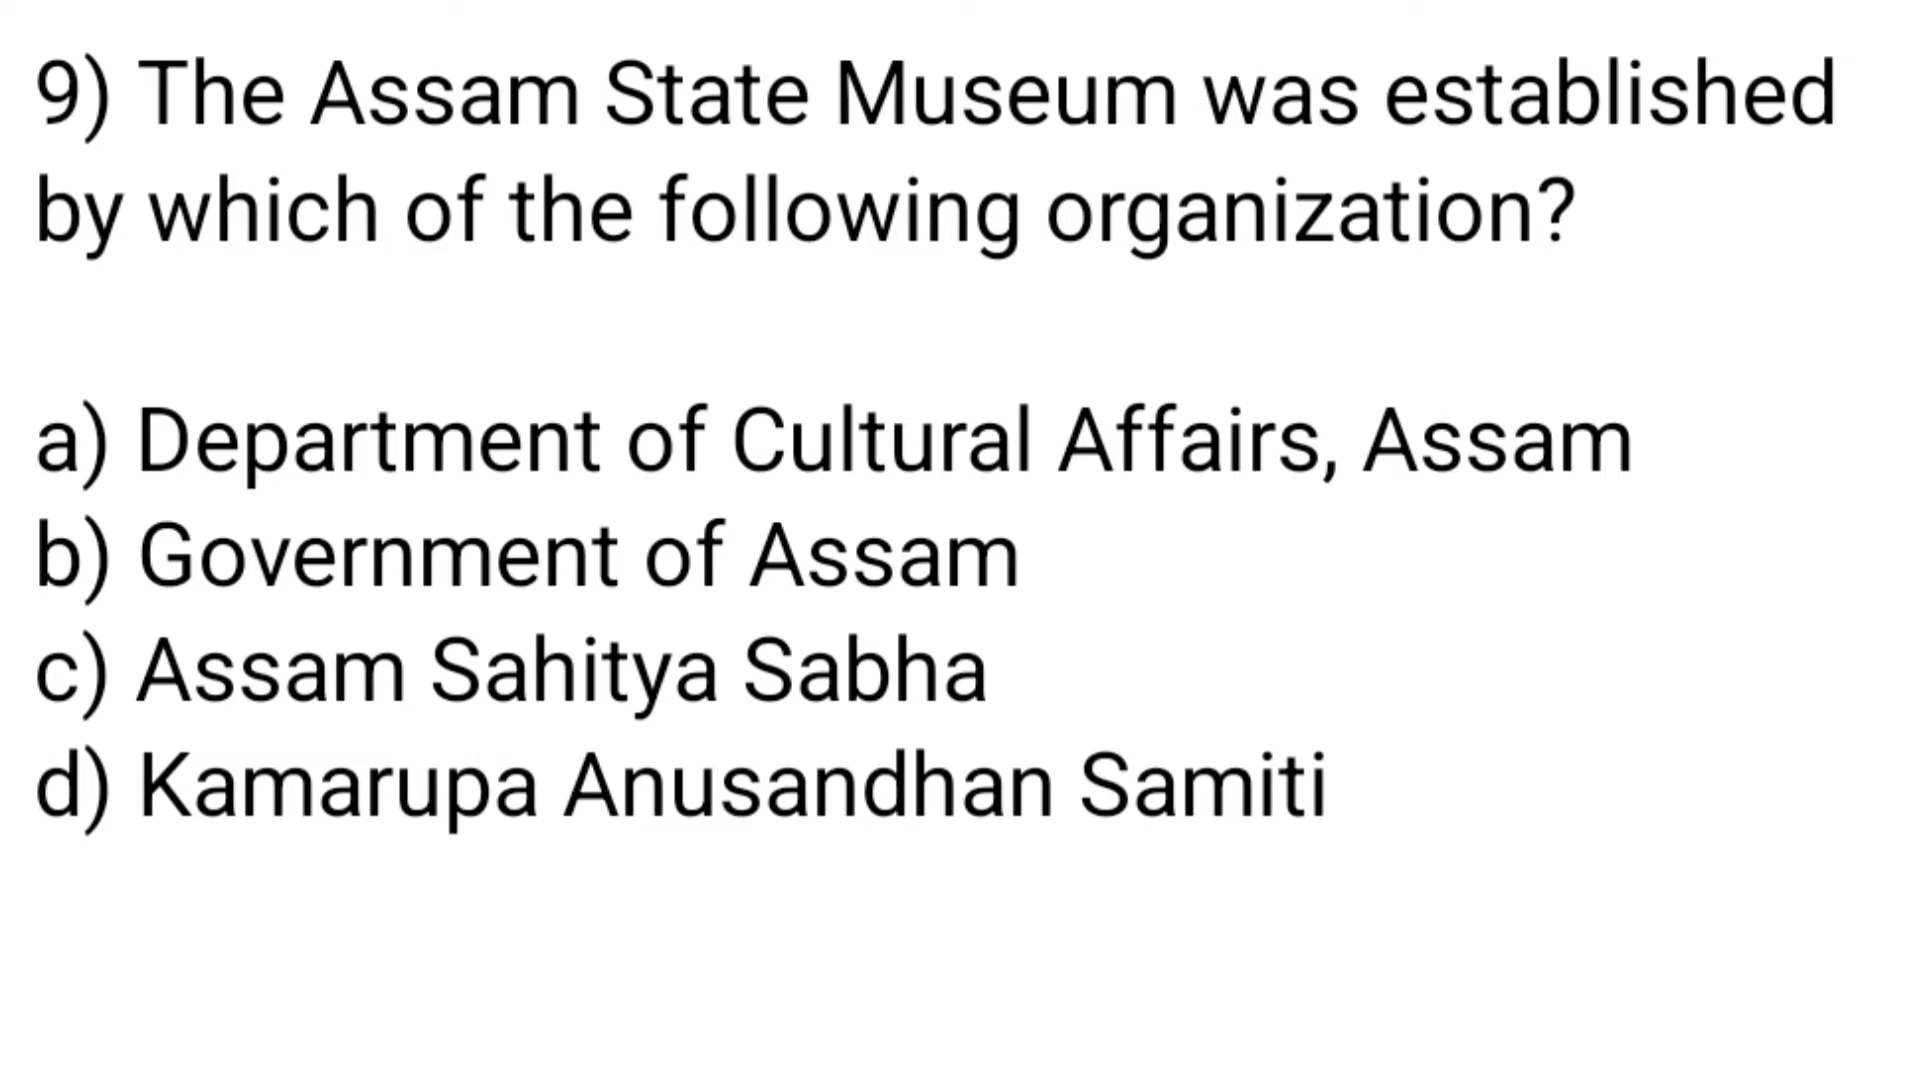 9) The Assam State Museum was established
by which of the following organization?
a) Department of Cultural Affairs, Assam
b) Government of Assam
c) Assam Sahitya Sabha
d) Kamarupa Anusandhan Samiti